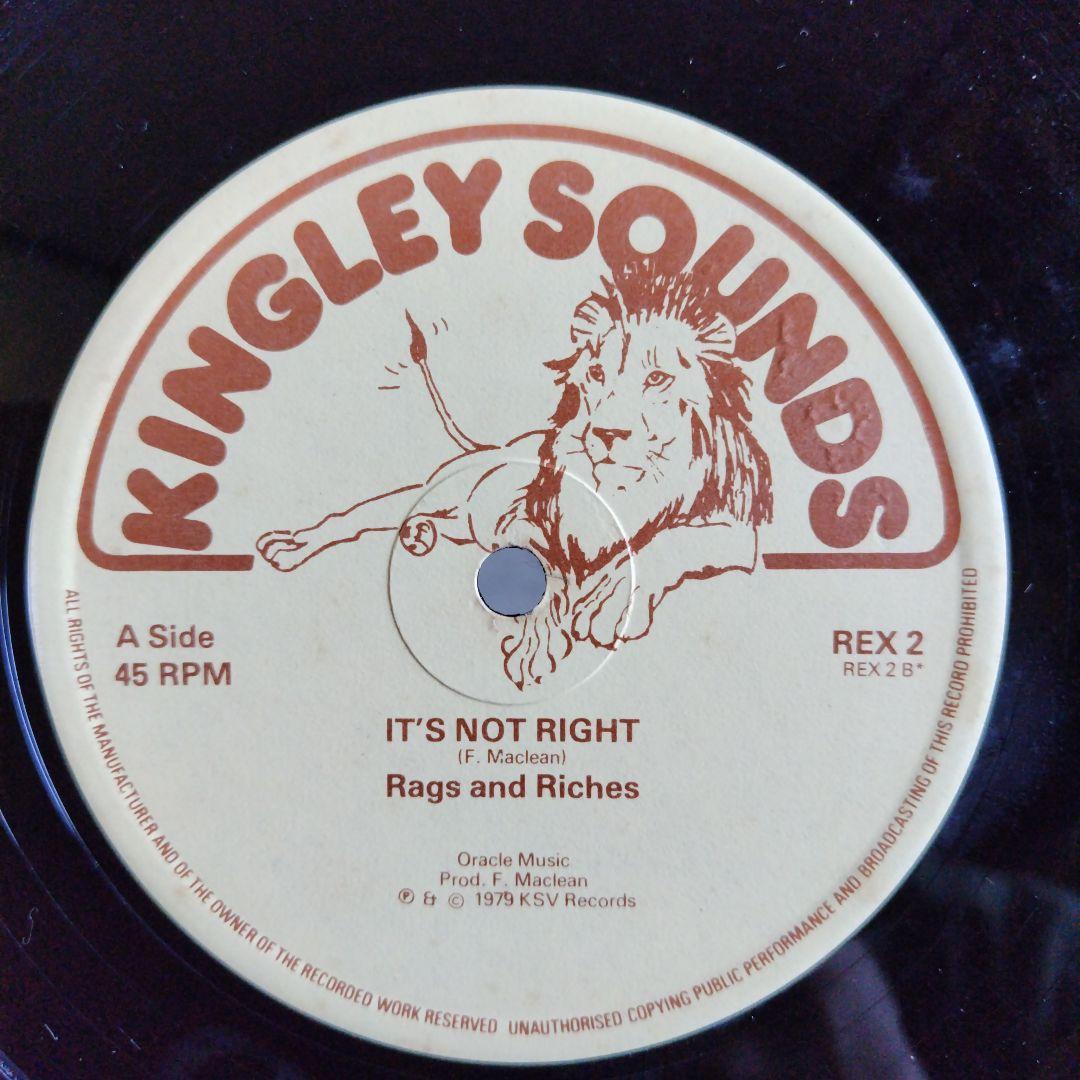 KINGLEY SOUNDS
A Side
45 RPM
REX 2
REX 2 B*
IT'S NOT RIGHT
(F. Maclean)
Rags and Riches
Oracle Music
Prod. F. Maclean
℗ & © 1979 KSV Records
ALL RIGHTS OF THE MANUFACTURER AND OF THE OWNER OF THE RECORDED WORK RESERVED UNAUTHORISED COPYING PUBLIC PERFORMANCE AND BROADCASTING OF THIS RECORD PROHIBITED